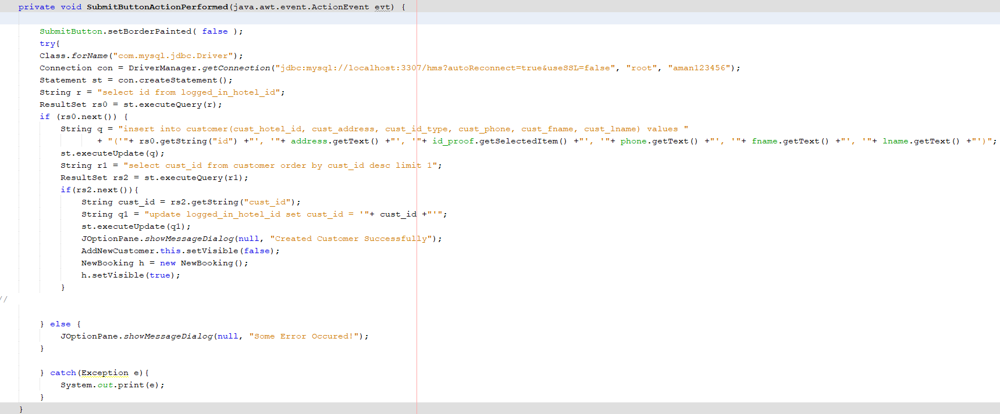 private void SubmitButtonActionPerformed(java.awt.event.ActionEvent evt) {
SubmitButton.setBorderPainted( false );
try{
Class.forName("com.mysql.jdbc.Driver");
Connection con = DriverManager.getConnection("jdbc:mysql://localhost:3307/hms?autoReconnect=true&useSSL=false", "root", "aman123456");
Statement st = con.createStatement();
String r = "select id from logged_in_hotel_id";
ResultSet rs0 = st.executeQuery(r);
if (rs0.next()) {
String q = "insert into customer(cust_hotel_id, cust_address, cust_id_type, cust_phone, cust_fname, cust_lname) values "
+ "('"+ rs0.getString("id") +"', '"+ address.getText() +"', '"+ id_proof.getSelectedItem() +"', '"+ phone.getText() +"', '"+ fname.getText() +"', '"+ lname.getText() +"')";
st.executeUpdate(q);
String r1 = "select cust_id from customer order by cust_id desc limit 1";
ResultSet rs2 = st.executeQuery(r1);
if(rs2.next()){
String cust_id = rs2.getString("cust_id");
String q1 = "update logged_in_hotel_id set cust_id = '"+ cust_id +"'";
st.executeUpdate(q1);
JOptionPane.showMessageDialog(null, "Created Customer Successfully");
AddNewCustomer.this.setVisible(false);
NewBooking h = new NewBooking();
h.setVisible(true);
}
//
} else {
JOptionPane.showMessageDialog(null, "Some Error Occured!");
}
} catch(Exception e){
System.out.print(e);
}
}